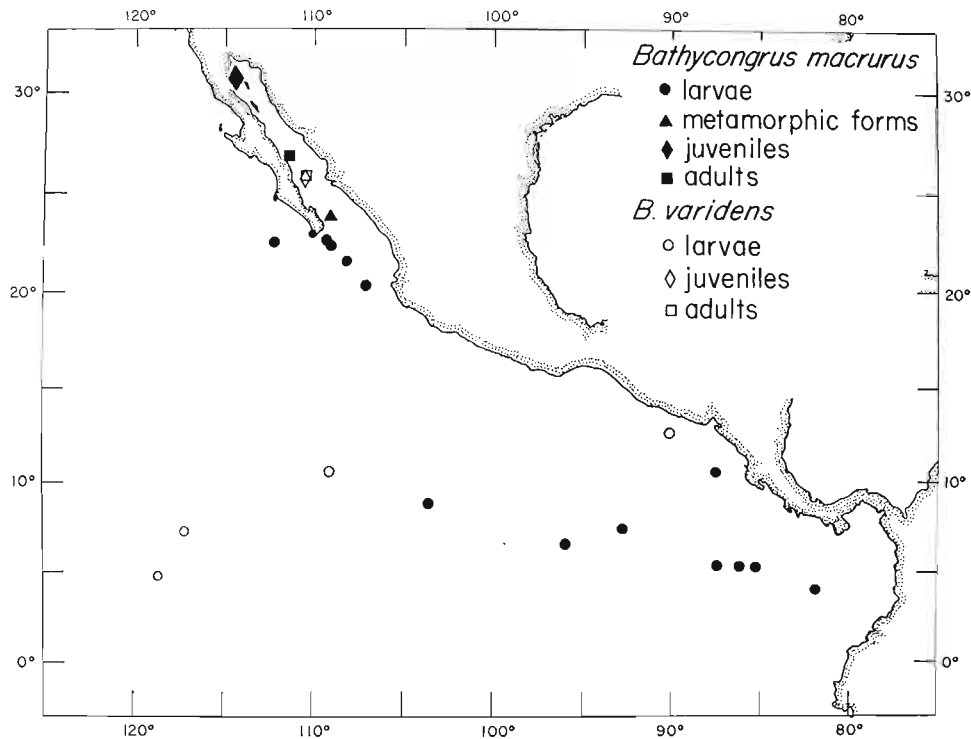 120° 110° 100° 90° 80°
Bathycongrus macrurus
larvae
metamorphic forms
juveniles
adults
B. varidens
larvae
juveniles
adults
30° 30°
20° 20°
10° 10°
0° 0°
120° 110° 100° 90° 80°